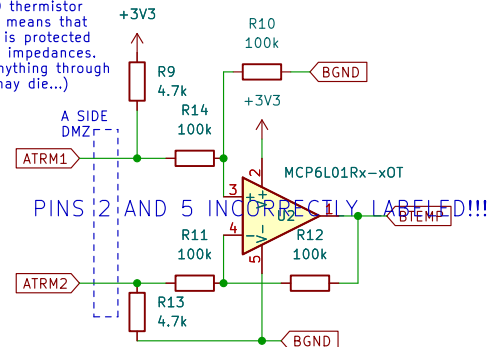 thermistor
means that
is protected
impedances.
nything through
may die...)
+3V3
R10
100k
BGND
R9
4.7k
+3V3
R14
100k
A SIDE
DMZ
ATRM1
MCP6L01Rx-xOT
2
V+
3
+
PINS 2 AND 5 INCORRECTLY LABELED!!!
1
U2
BTEMP
4
-
V-
5
R11
100k
R12
100k
ATRM2
R13
4.7k
BGND